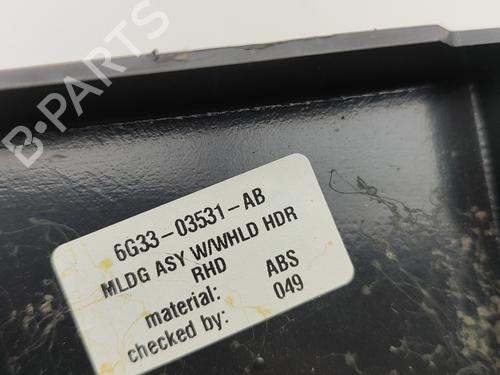 B-PARTS
6G33-03531-AB
MLDG ASY W/WHLD HDR
RHD
material: ABS
checked by: 049